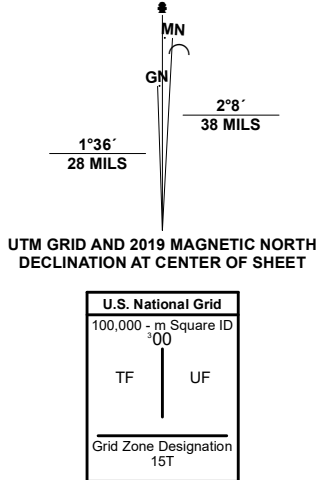 MN
GN
2°8´
38 MILS
1°36´
28 MILS
UTM GRID AND 2019 MAGNETIC NORTH
DECLINATION AT CENTER OF SHEET
U.S. National Grid
100,000 - m Square ID
³00
TF UF
Grid Zone Designation
15T